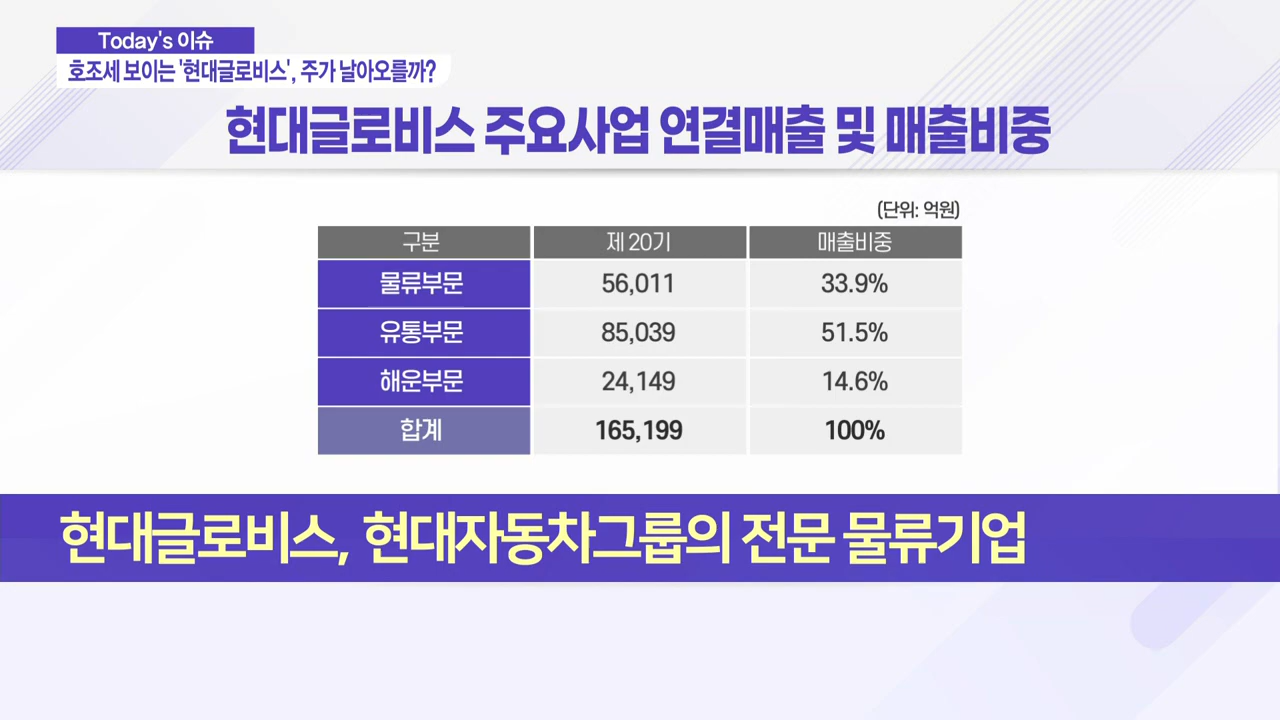 Today's 이슈
호조세 보이는 '현대글로비스', 주가 날아오를까?
현대글로비스 주요사업 연결매출 및 매출비중
(단위: 억원)
구분 제 20기 매출비중
물류부문 56,011 33.9%
유통부문 85,039 51.5%
해운부문 24,149 14.6%
합계 165,199 100%
현대글로비스, 현대자동차그룹의 전문 물류기업